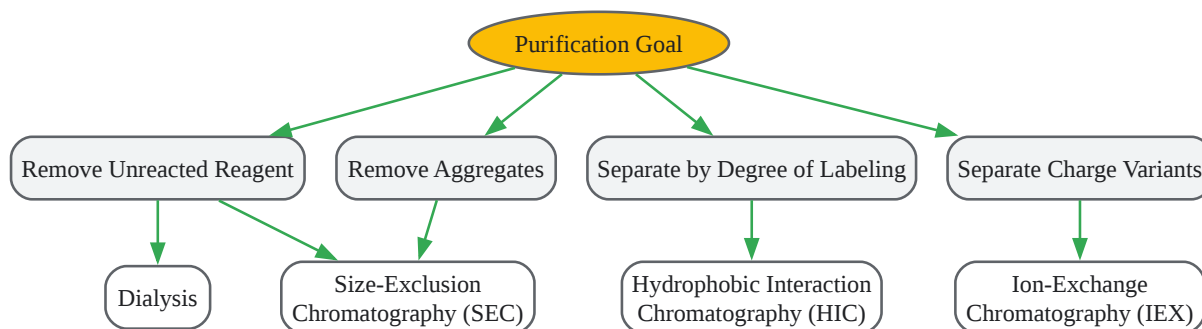 Purification Goal
Remove Unreacted Reagent
Remove Aggregates
Separate by Degree of Labeling
Separate Charge Variants
Dialysis
Size-Exclusion
Chromatography (SEC)
Hydrophobic Interaction
Chromatography (HIC)
Ion-Exchange
Chromatography (IEX)